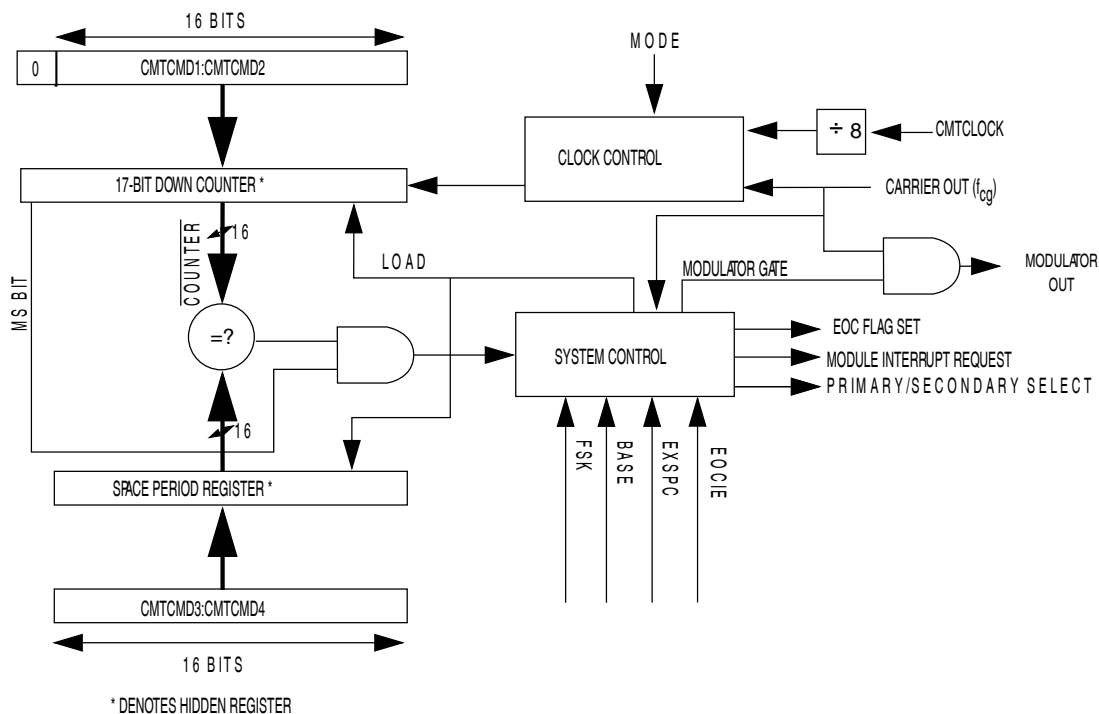 16 BITS
MODE
0
CMTCMD1:CMTCMD2
÷ 8
CMTCLOCK
CLOCK CONTROL
17-BIT DOWN COUNTER *
CARRIER OUT (fcg)
16
COUNTER
MS BIT
LOAD
MODULATOR GATE
MODULATOR
OUT
=?
SYSTEM CONTROL
EOC FLAG SET
MODULE INTERRUPT REQUEST
PRIMARY/SECONDARY SELECT
16
FSK
BASE
EXSPC
EOCIE
SPACE PERIOD REGISTER *
CMTCMD3:CMTCMD4
16 BITS
* DENOTES HIDDEN REGISTER